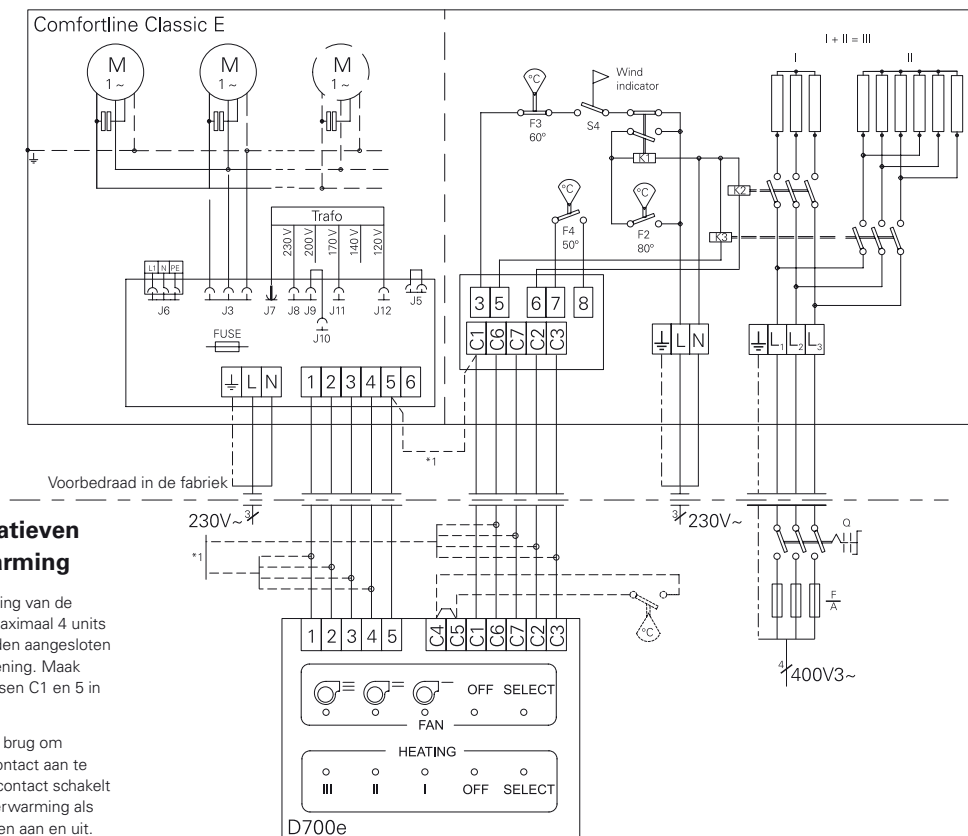 Comfortline Classic E
M
1 ~
M
1 ~
M
1 ~
Trafo
230 V
200 V
170 V
140 V
120 V
L1 N PE
J6
J3
J7
J8
J9
J10
J11
J12
J5
FUSE
L N
1 2 3 4 5 6
*1
°C
F3
60°
Wind
indicator
S4
K1
°C
F4
50°
°C
F2
80°
K2
K3
I + II = III
I
II
3 5 6 7 8
C1 C6 C7 C2 C3
L N
L1 L2 L3
Voorbedraad in de fabriek
3
230V~
3
230V~
*1
Q
F
A
4
400V3~
°C
atieven
arming
ing van de
aximaal 4 units
den aangesloten
ening. Maak
sen C1 en 5 in
brug om
ontact aan te
contact schakelt
erwarming als
en aan en uit.
1 2 3 4 5
C4 C5 C1 C6 C7 C2 C3
OFF SELECT
FAN
HEATING
III II I OFF SELECT
D700e